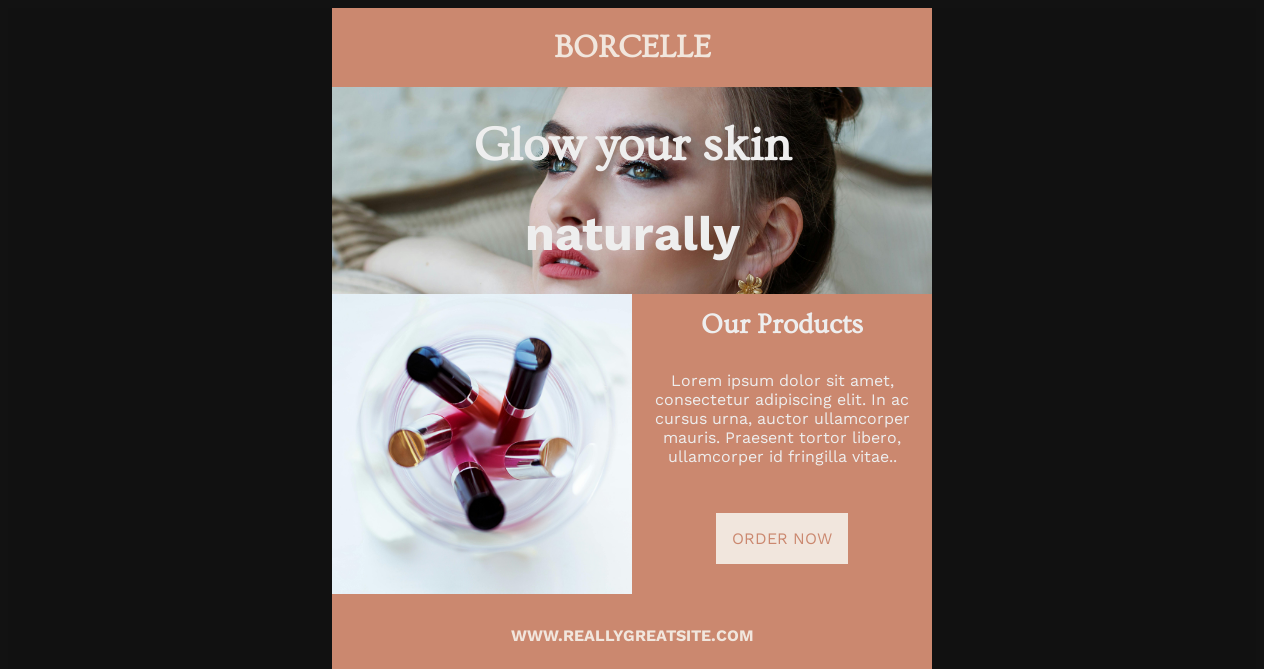 BORCELLE
Glow your skin
naturally
Our Products
Lorem ipsum dolor sit amet,
consectetur adipiscing elit. In ac
cursus urna, auctor ullamcorper
mauris. Praesent tortor libero,
ullamcorper id fringilla vitae..
ORDER NOW
WWW.REALLYGREATSITE.COM